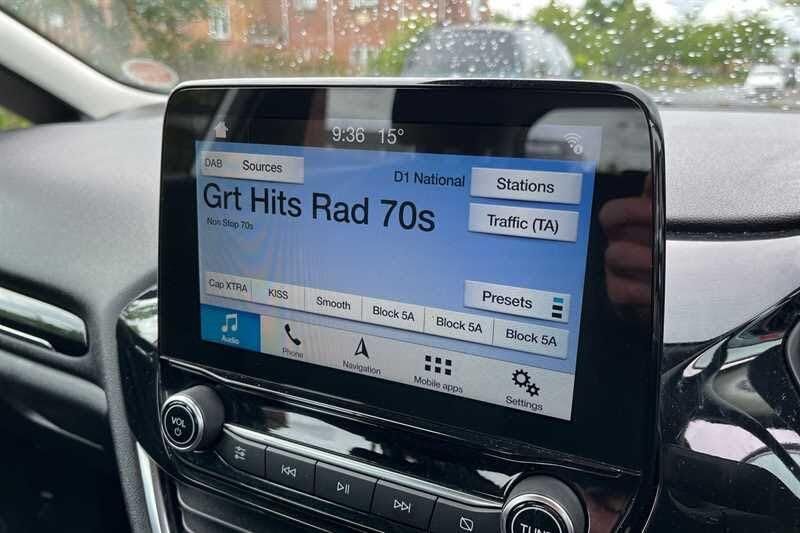 9:36 15°
DAB Sources
D1 National
Stations
Grt Hits Rad 70s
Traffic (TA)
Non Stop 70s
Presets
Cap XTRA KISS Smooth Block 5A Block 5A Block 5A
Audio Phone Navigation Mobile apps Settings
VOL
TUNE